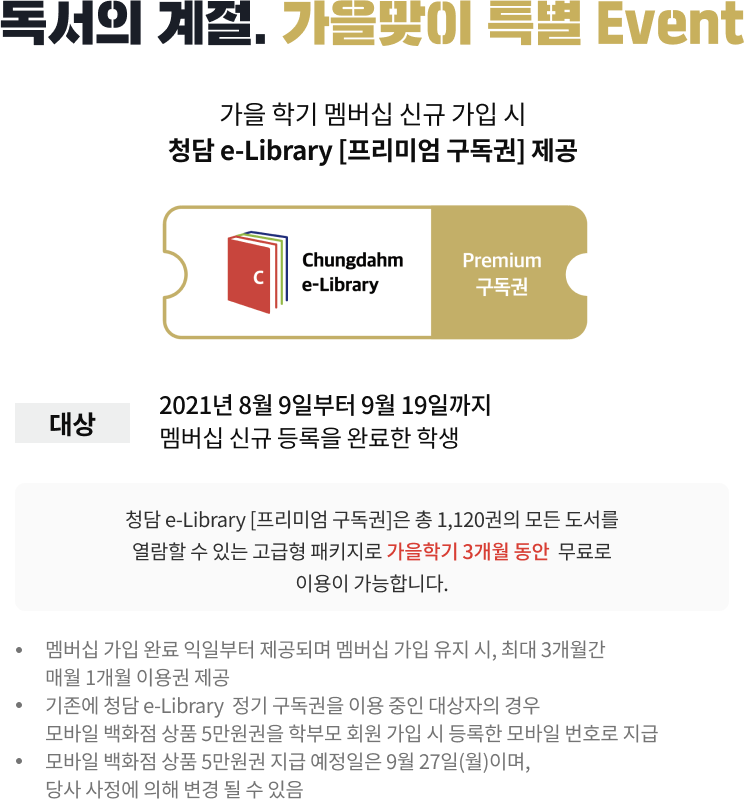 독서의 계절. 가을맞이 특별 Event
가을 학기 멤버십 신규 가입 시
청담 e-Library [프리미엄 구독권] 제공
C
Chungdahm
e-Library
Premium
구독권
대상
2021년 8월 9일부터 9월 19일까지
멤버십 신규 등록을 완료한 학생
청담 e-Library [프리미엄 구독권]은 총 1,120권의 모든 도서를
열람할 수 있는 고급형 패키지로 가을학기 3개월 동안 무료로
이용이 가능합니다.
• 멤버십 가입 완료 익일부터 제공되며 멤버십 가입 유지 시, 최대 3개월간
매월 1개월 이용권 제공
• 기존에 청담 e-Library 정기 구독권을 이용 중인 대상자의 경우
모바일 백화점 상품 5만원권을 학부모 회원 가입 시 등록한 모바일 번호로 지급
• 모바일 백화점 상품 5만원권 지급 예정일은 9월 27일(월)이며,
당사 사정에 의해 변경 될 수 있음